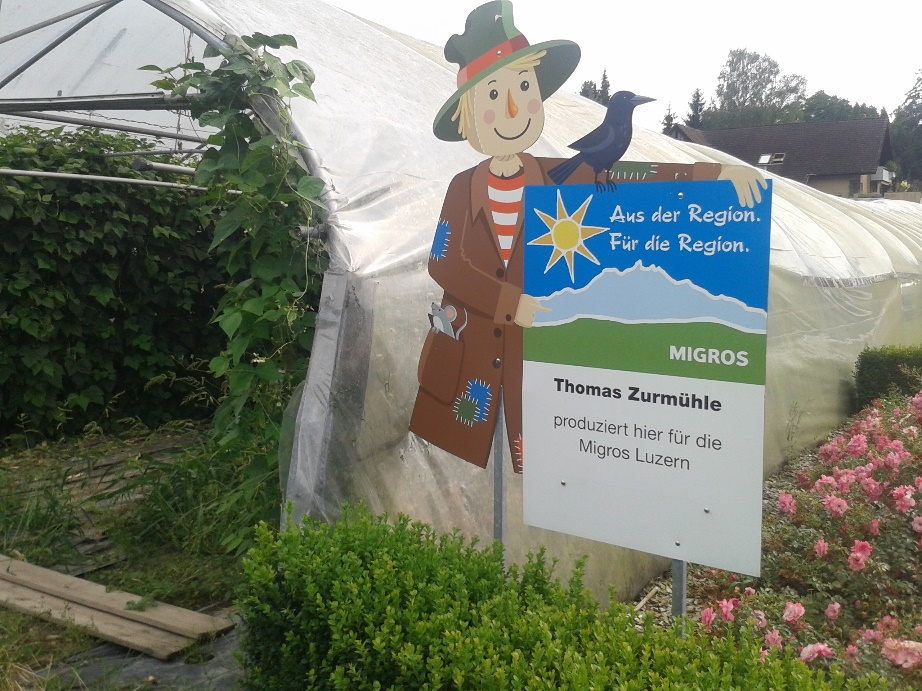 Aus der Region.
Für die Region.
MIGROS
Thomas Zurmühle
produziert hier für die
Migros Luzern